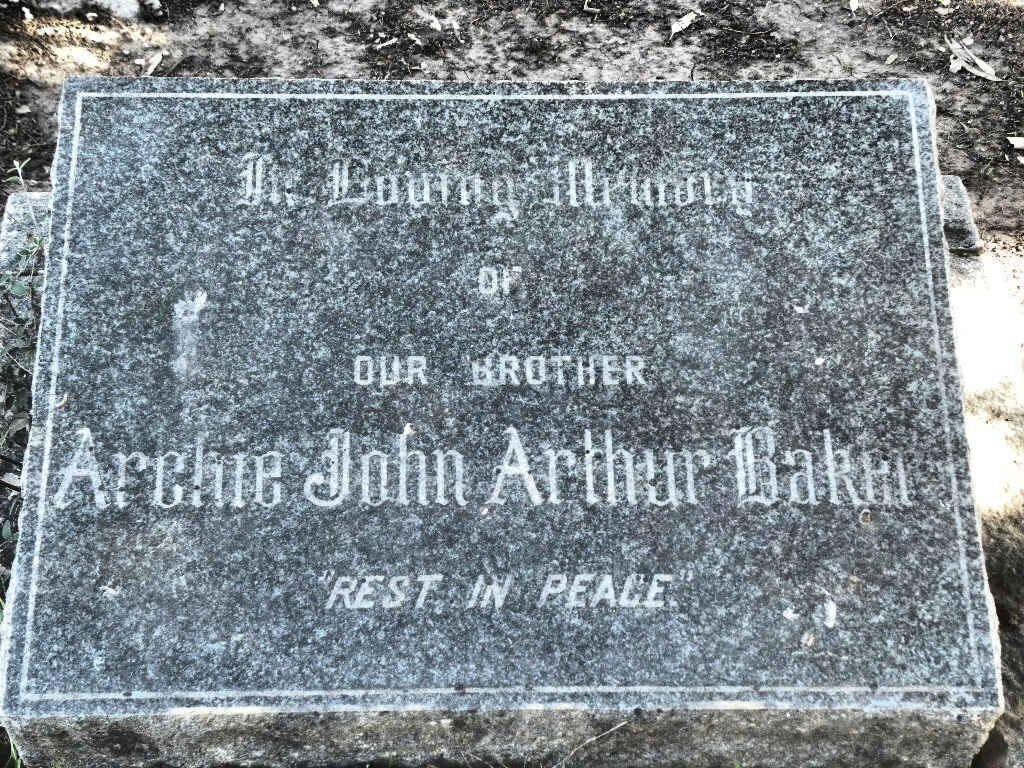 In Loving Memory
OF
OUR BROTHER
Archie John Arthur Baker
"REST IN PEACE"